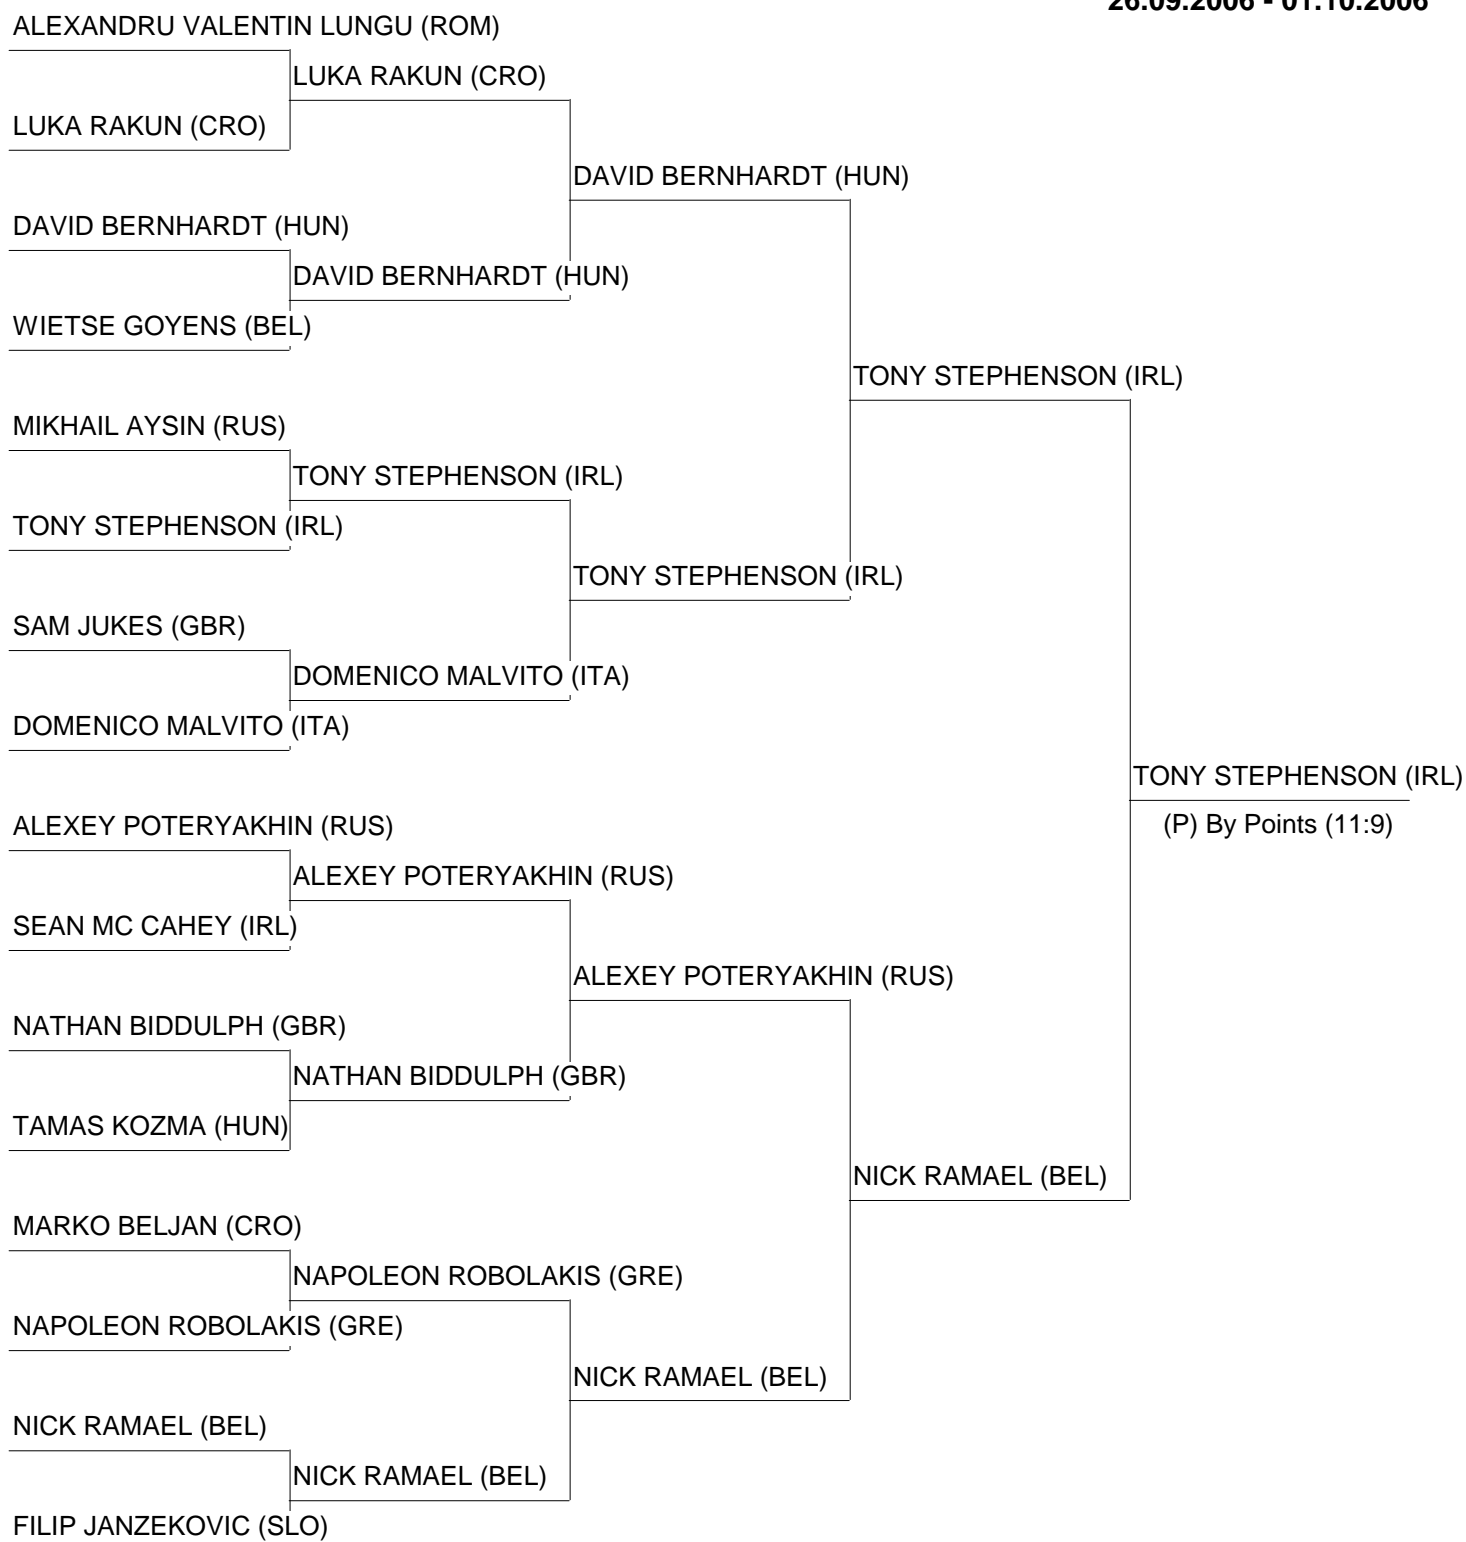 26.09.2006 - 01.10.2006
ALEXANDRU VALENTIN LUNGU (ROM)
LUKA RAKUN (CRO)
LUKA RAKUN (CRO)
DAVID BERNHARDT (HUN)
DAVID BERNHARDT (HUN)
DAVID BERNHARDT (HUN)
WIETSE GOYENS (BEL)
TONY STEPHENSON (IRL)
MIKHAIL AYSIN (RUS)
TONY STEPHENSON (IRL)
TONY STEPHENSON (IRL)
TONY STEPHENSON (IRL)
SAM JUKES (GBR)
DOMENICO MALVITO (ITA)
DOMENICO MALVITO (ITA)
TONY STEPHENSON (IRL)
(P) By Points (11:9)
ALEXEY POTERYAKHIN (RUS)
ALEXEY POTERYAKHIN (RUS)
SEAN MC CAHEY (IRL)
ALEXEY POTERYAKHIN (RUS)
NATHAN BIDDULPH (GBR)
NATHAN BIDDULPH (GBR)
TAMAS KOZMA (HUN)
NICK RAMAEL (BEL)
MARKO BELJAN (CRO)
NAPOLEON ROBOLAKIS (GRE)
NAPOLEON ROBOLAKIS (GRE)
NICK RAMAEL (BEL)
NICK RAMAEL (BEL)
NICK RAMAEL (BEL)
FILIP JANZEKOVIC (SLO)